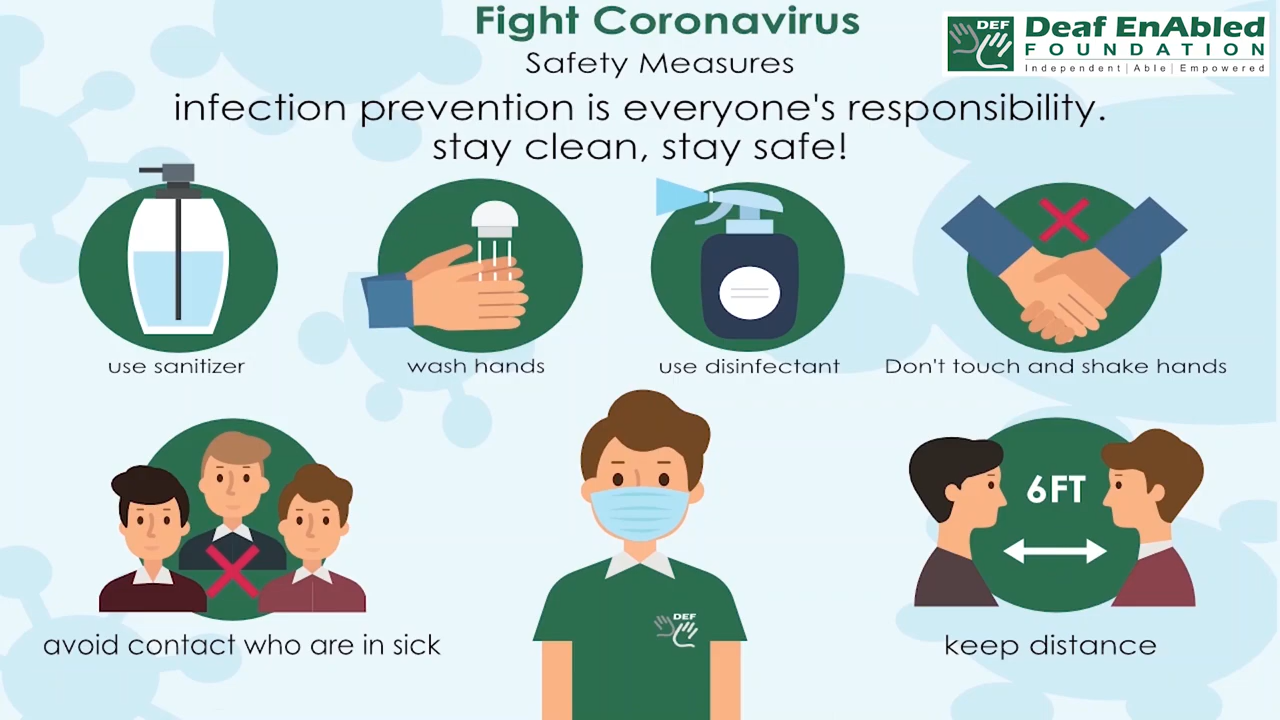 Fight Coronavirus
Safety Measures
DEF
Deaf EnAbled
FOUNDATION
Independent | Able | Empowered
infection prevention is everyone's responsibility.
stay clean, stay safe!
use sanitizer
wash hands
use disinfectant
Don't touch and shake hands
6FT
DEF
avoid contact who are in sick
keep distance